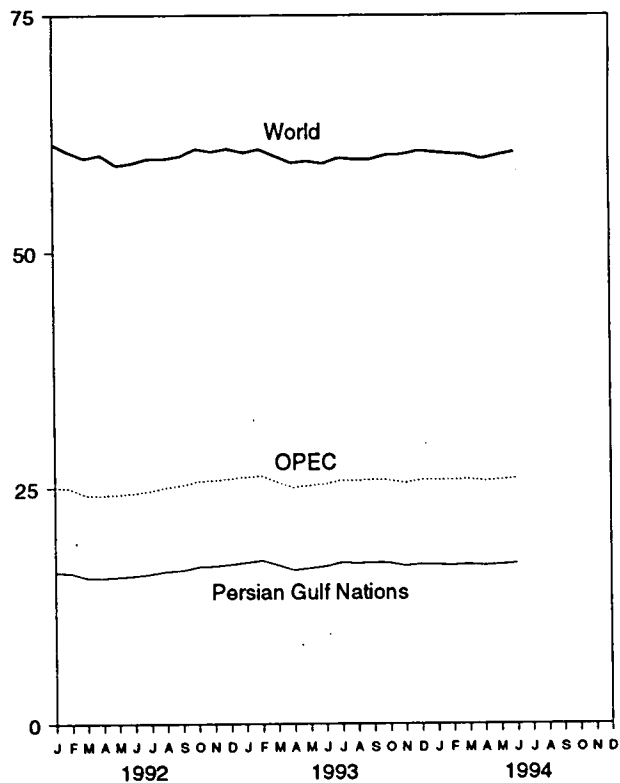 75
World
50
OPEC
25
Persian Gulf Nations
0
J F M A M J J A S O N D J F M A M J J A S O N D J F M A M J J A S O N D
1992 1993 1994